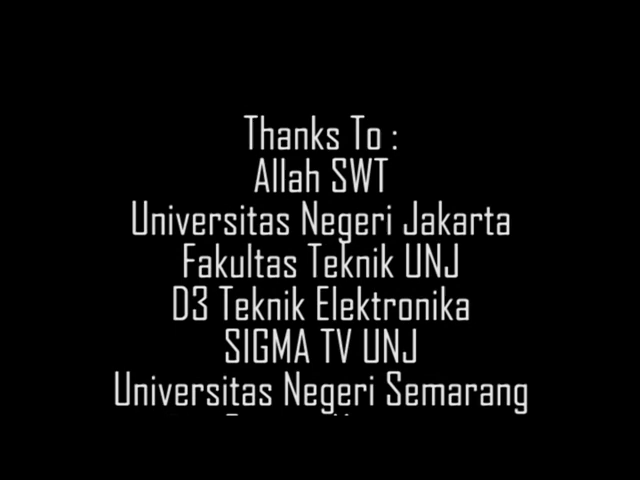 Thanks To :
Allah SWT
Universitas Negeri Jakarta
Fakultas Teknik UNJ
D3 Teknik Elektronika
SIGMA TV UNJ
Universitas Negeri Semarang